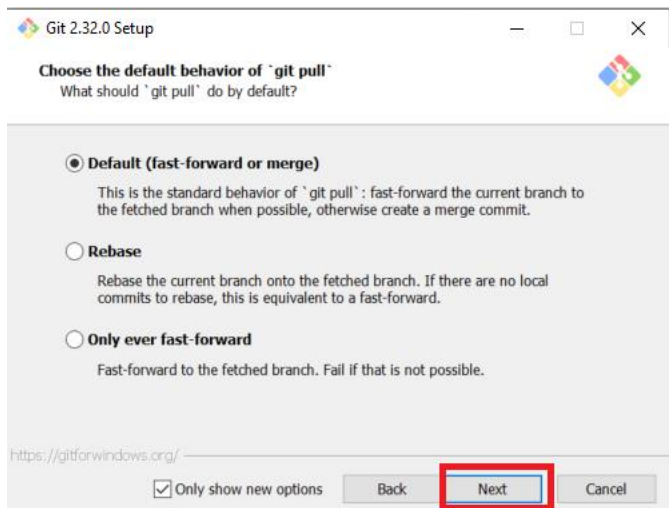 Git 2.32.0 Setup
Choose the default behavior of `git pull`
What should `git pull` do by default?
Default (fast-forward or merge)
This is the standard behavior of `git pull`: fast-forward the current branch to
the fetched branch when possible, otherwise create a merge commit.
Rebase
Rebase the current branch onto the fetched branch. If there are no local
commits to rebase, this is equivalent to a fast-forward.
Only ever fast-forward
Fast-forward to the fetched branch. Fail if that is not possible.
https://gitforwindows.org/
Only show new options Back Next Cancel